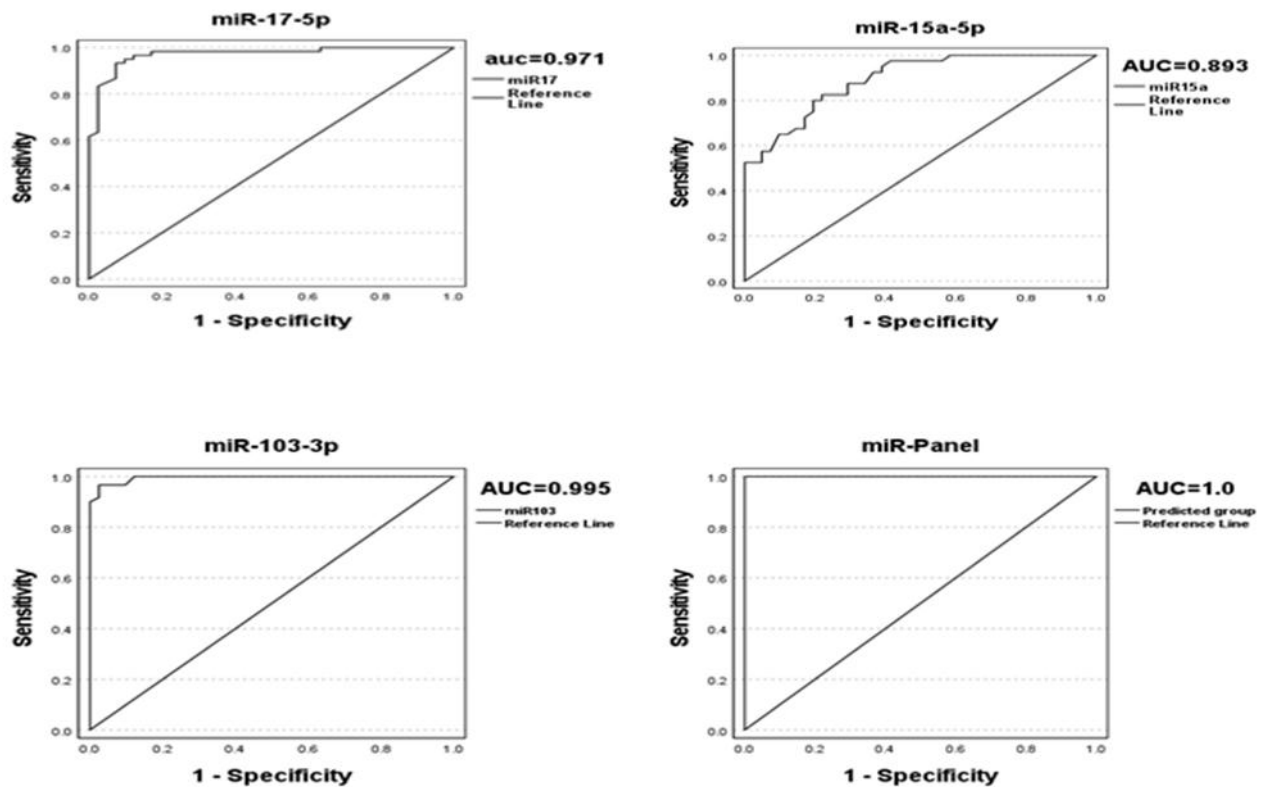 miR-17-5p
auc=0.971
miR17
Reference
Line
Sensitivity
1.0
0.8
0.6
0.4
0.2
0.0
0.0 0.2 0.4 0.6 0.8 1.0
1 - Specificity
miR-15a-5p
AUC=0.893
miR15a
Reference
Line
Sensitivity
1.0
0.8
0.6
0.4
0.2
0.0
0.0 0.2 0.4 0.6 0.8 1.0
1 - Specificity
miR-103-3p
AUC=0.995
miR103
Reference Line
Sensitivity
1.0
0.8
0.6
0.4
0.2
0.0
0.0 0.2 0.4 0.6 0.8 1.0
1 - Specificity
miR-Panel
AUC=1.0
Predicted group
Reference Line
Sensitivity
1.0
0.8
0.6
0.4
0.2
0.0
0.0 0.2 0.4 0.6 0.8 1.0
1 - Specificity